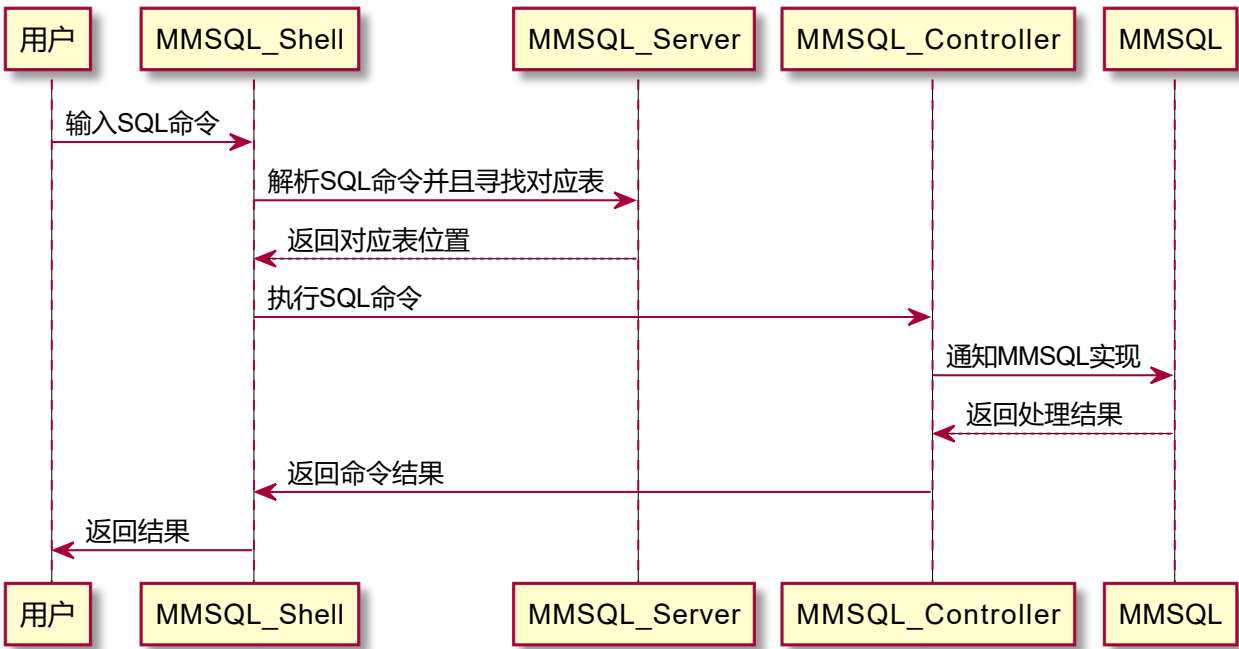 用户 MMSQL_Shell MMSQL_Server MMSQL_Controller MMSQL
输入SQL命令
解析SQL命令并且寻找对应表
返回对应表位置
执行SQL命令
通知MMSQL实现
返回处理结果
返回命令结果
返回结果
用户 MMSQL_Shell MMSQL_Server MMSQL_Controller MMSQL